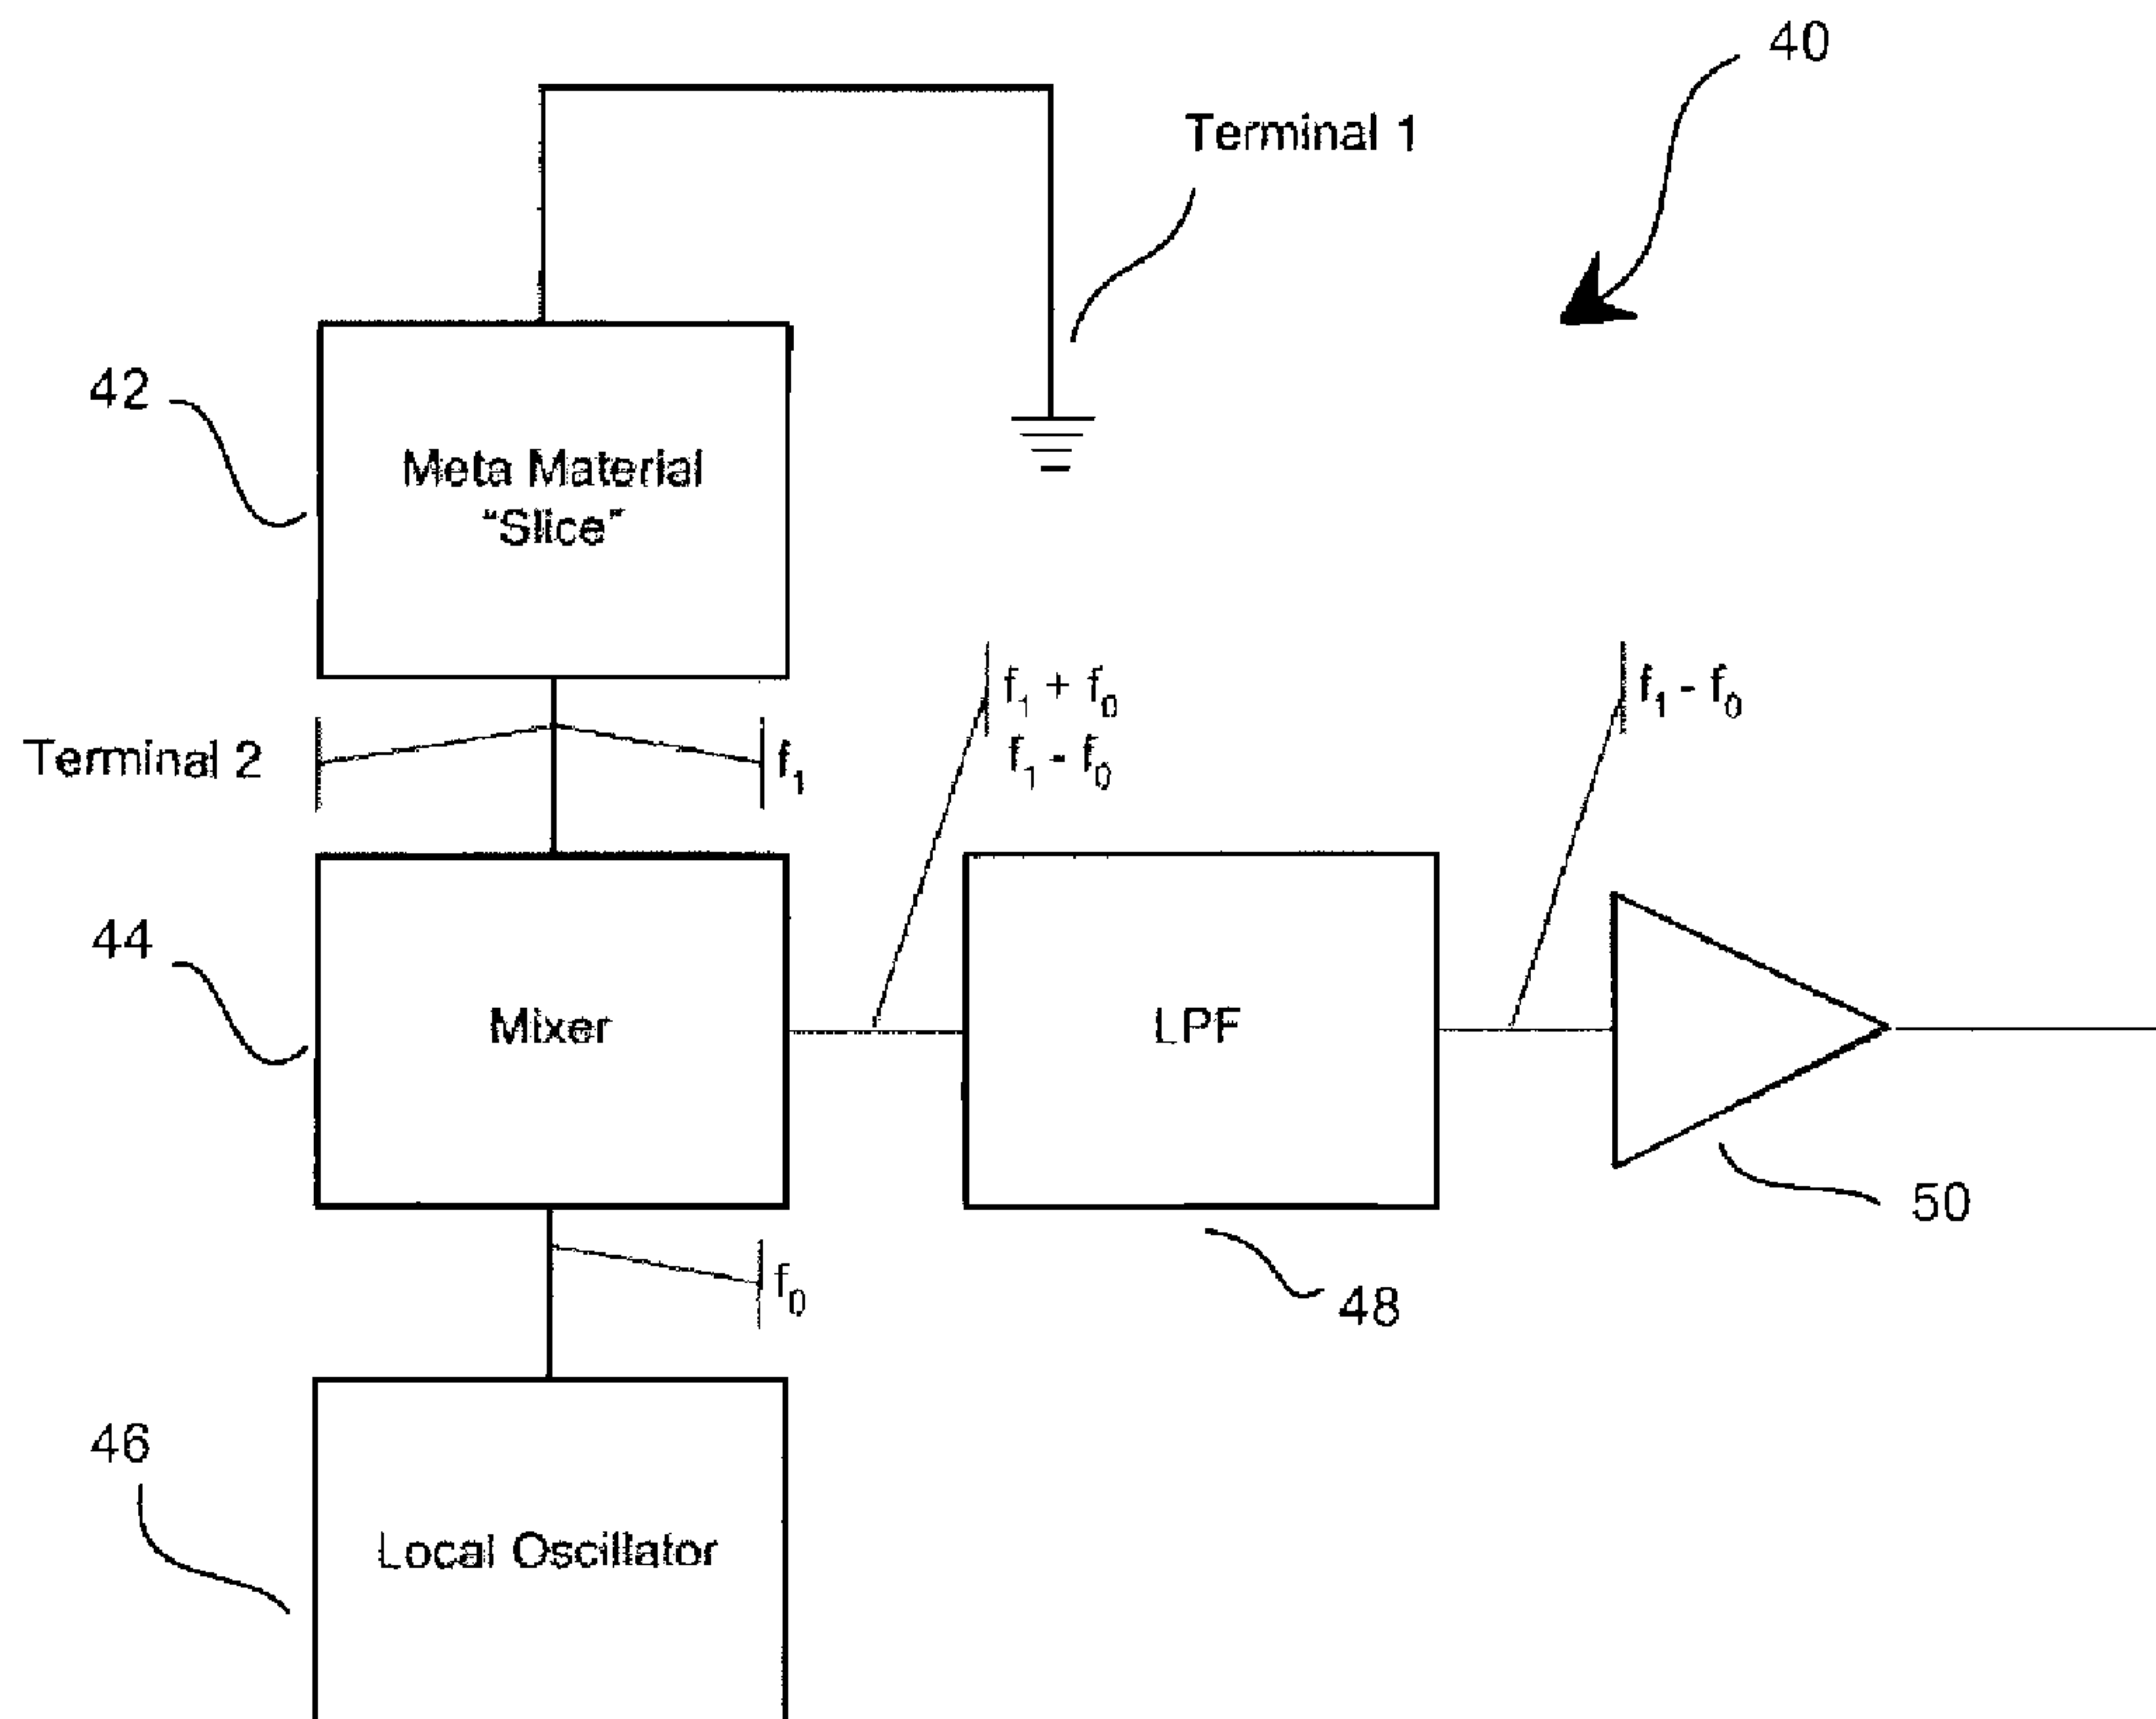 40
Terminal 1
42
Meta Material
"Slice"
f1 + f0
f1 - f0
f1 - f0
Terminal 2
f1
44
Mixer
LPF
50
f0
48
46
Local Oscillator